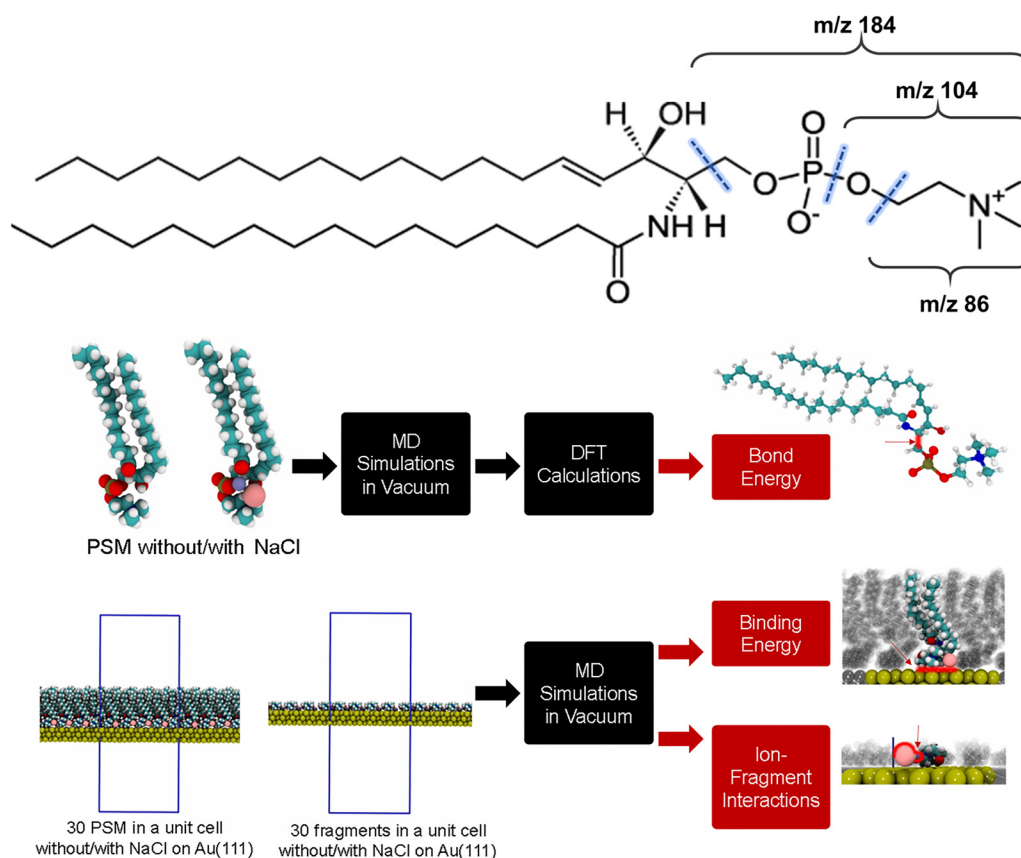 m/z 184
m/z 104
H
OH
O
O
P
O
O-
N+
NH
H
O
m/z 86
MD
Simulations
in Vacuum
DFT
Calculations
Bond
Energy
PSM without/with NaCl
Binding
Energy
MD
Simulations
in Vacuum
Ion-
Fragment
Interactions
30 PSM in a unit cell
without/with NaCl on Au(111)
30 fragments in a unit cell
without/with NaCl on Au(111)